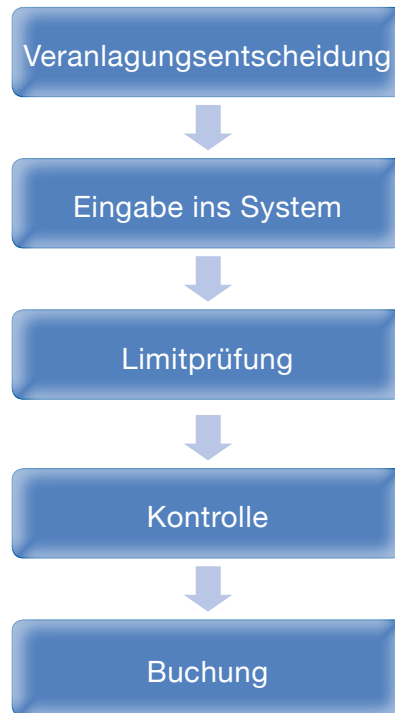 Veranlagungsentscheidung
Eingabe ins System
Limitprüfung
Kontrolle
Buchung